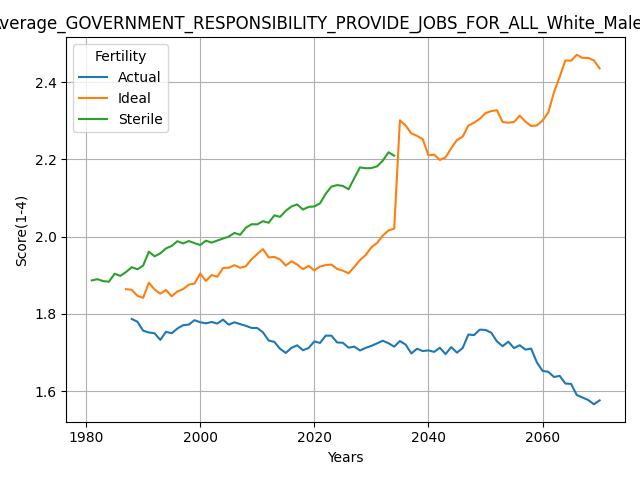 Average_GOVERNMENT_RESPONSIBILITY_PROVIDE_JOBS_FOR_ALL_White_Male
Fertility
Actual
Ideal
Sterile
Score(1-4)
2.4
2.2
2.0
1.8
1.6
1980
2000
2020
2040
2060
Years